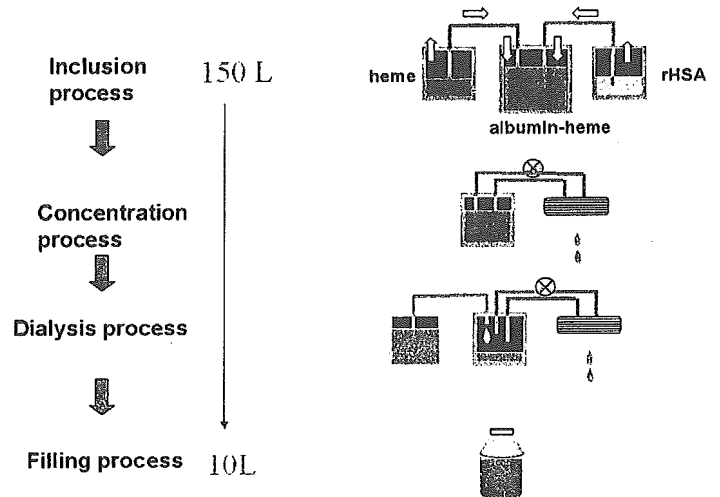 Inclusion
process
150 L
heme
rHSA
albumin-heme
Concentration
process
Dialysis process
Filling process
10L